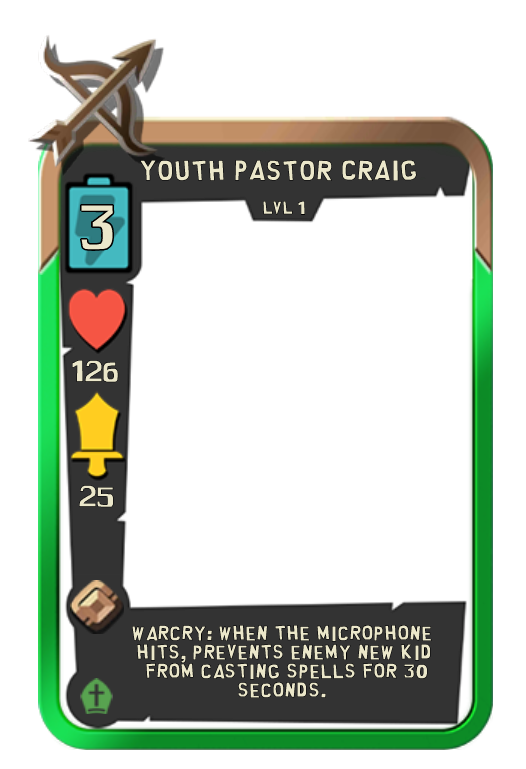 YOUTH PASTOR CRAIG
LVL 1
3
126
25
WARCRY: WHEN THE MICROPHONE
HITS, PREVENTS ENEMY NEW KID
FROM CASTING SPELLS FOR 30
SECONDS.